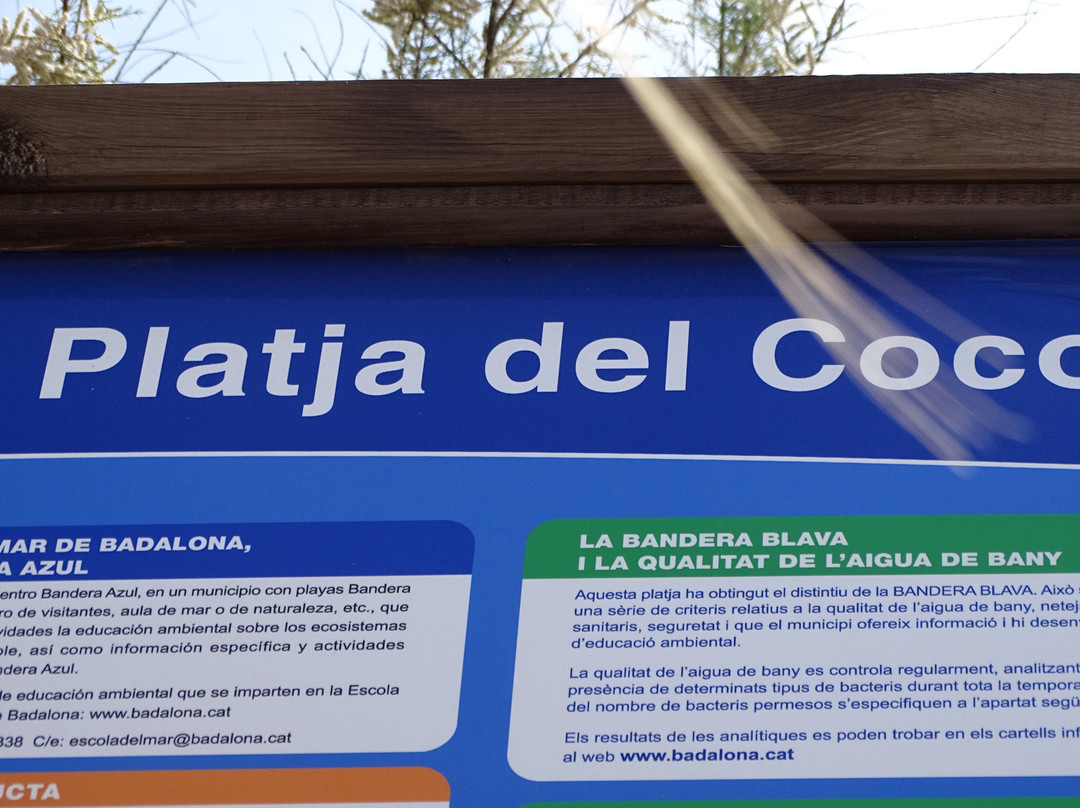 Platja del Coco
MAR DE BADALONA,
A AZUL
entro Bandera Azul, en un municipio con playas Bandera
ro de visitantes, aula de mar o de naturaleza, etc., que
vidades la educación ambiental sobre los ecosistemas
ole, así como información específica y actividades
ndera Azul.
de educación ambiental que se imparten en la Escola
e Badalona: www.badalona.cat
838 C/e: escoladelmar@badalona.cat
UCTA
LA BANDERA BLAVA
I LA QUALITAT DE L'AIGUA DE BANY
Aquesta platja ha obtingut el distintiu de la BANDERA BLAVA. Això s
una sèrie de criteris relatius a la qualitat de l'aigua de bany, netej
sanitaris, seguretat i que el municipi ofereix informació i hi desen
d'educació ambiental.
La qualitat de l'aigua de bany es controla regularment, analitzant
presència de determinats tipus de bacteris durant tota la tempora
del nombre de bacteris permesos s'especifiquen a l'apartat segü
Els resultats de les analítiques es poden trobar en els cartells inf
al web www.badalona.cat